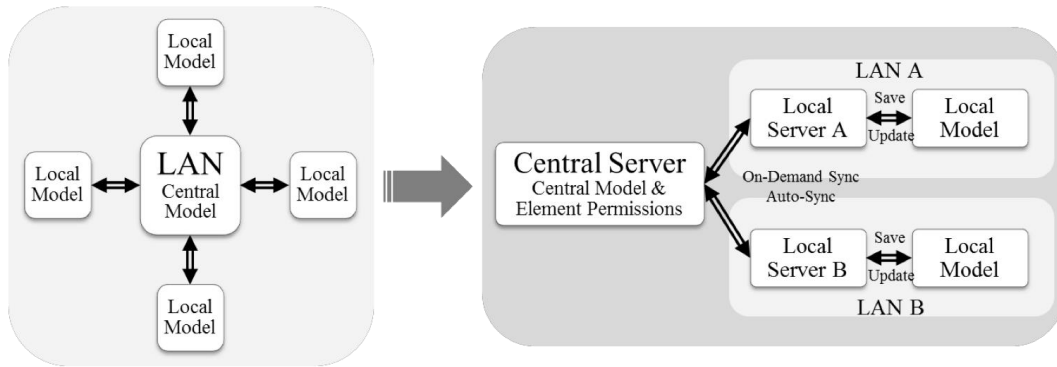 Local
Model
Local
Model
LAN
Central
Model
Local
Model
Local
Model
Central Server
Central Model &
Element Permissions
LAN A
Local
Server A
Save
Update
Local
Model
On-Demand Sync
Auto-Sync
Local
Server B
Save
Update
Local
Model
LAN B